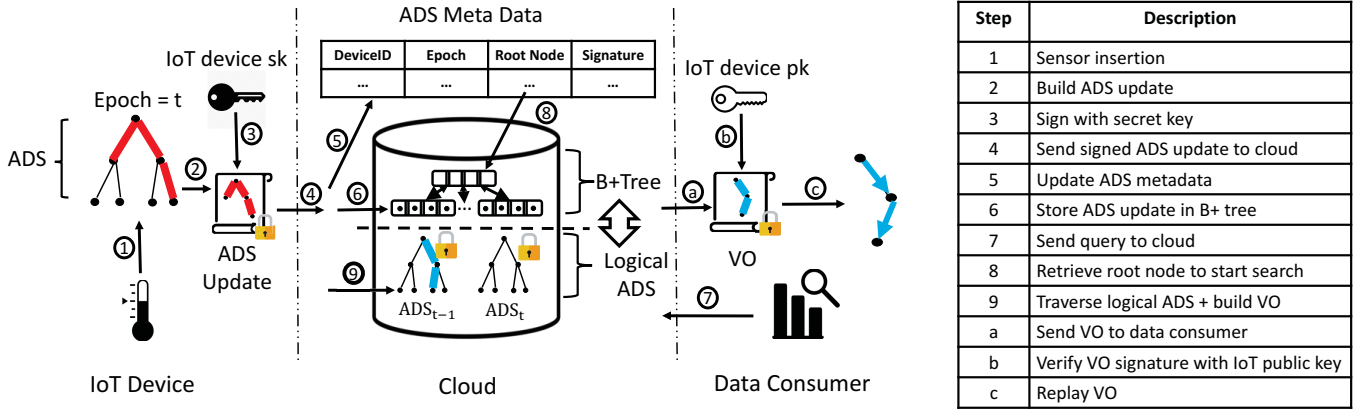 ADS Meta Data
DeviceID Epoch Root Node Signature
... ... ... ...
IoT device sk
Epoch = t
ADS
1
2
3
ADS
Update
IoT Device
4
5
6
8
9
...
B+Tree
Logical
ADS
ADSt−1
ADSt
Cloud
IoT device pk
a
b
c
VO
7
Data Consumer
Step Description
1 Sensor insertion
2 Build ADS update
3 Sign with secret key
4 Send signed ADS update to cloud
5 Update ADS metadata
6 Store ADS update in B+ tree
7 Send query to cloud
8 Retrieve root node to start search
9 Traverse logical ADS + build VO
a Send VO to data consumer
b Verify VO signature with IoT public key
c Replay VO